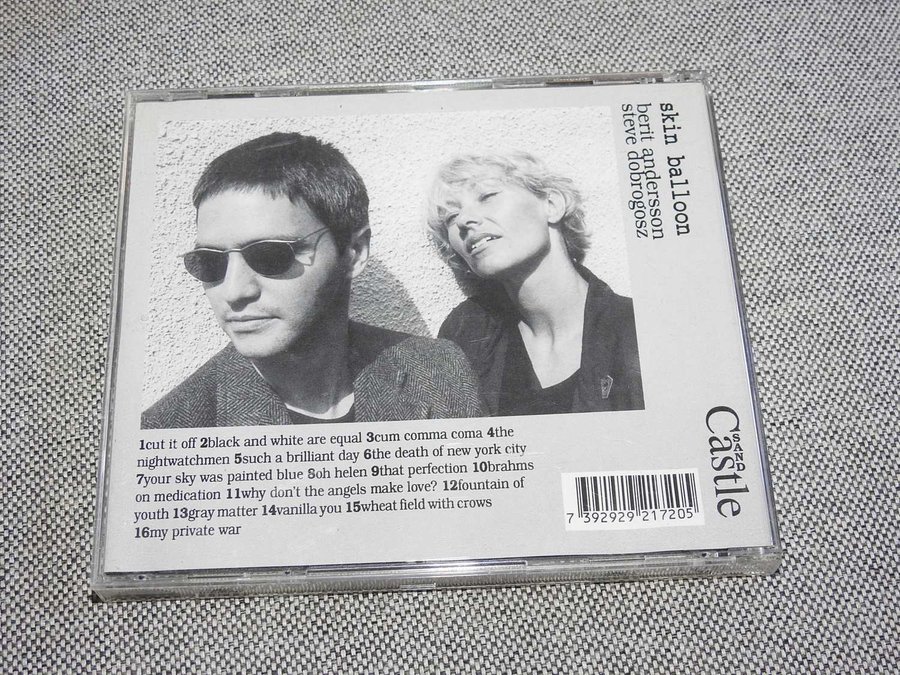 skin balloon
berit andersson
steve dobrogosz
1cut it off 2black and white are equal 3cum comma coma 4the
nightwatchmen 5such a brilliant day 6the death of new york city
7your sky was painted blue 8oh helen 9that perfection 10brahms
on medication 11why don't the angels make love? 12fountain of
youth 13gray matter 14vanilla you 15wheat field with crows
16my private war
SAND
Castle
7 392929 217205